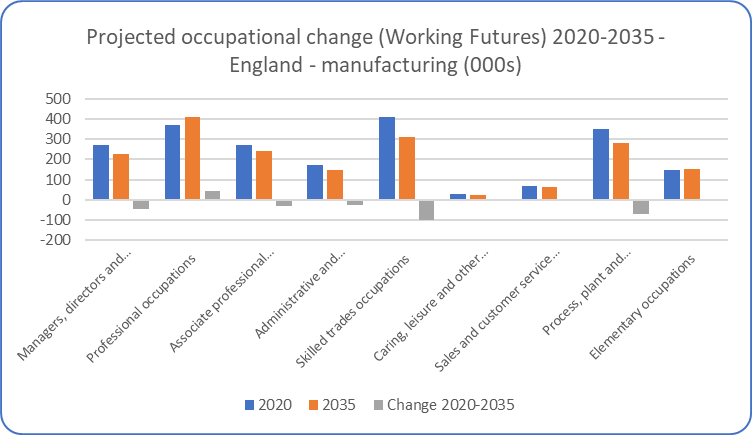 Projected occupational change (Working Futures) 2020-2035 -
England - manufacturing (000s)
500
400
300
200
100
0
-100
-200
Managers, directors and...
Professional occupations
Associate professional...
Administrative and...
Skilled trades occupations
Caring, leisure and other...
Sales and customer service...
Process, plant and...
Elementary occupations
2020 2035 Change 2020-2035